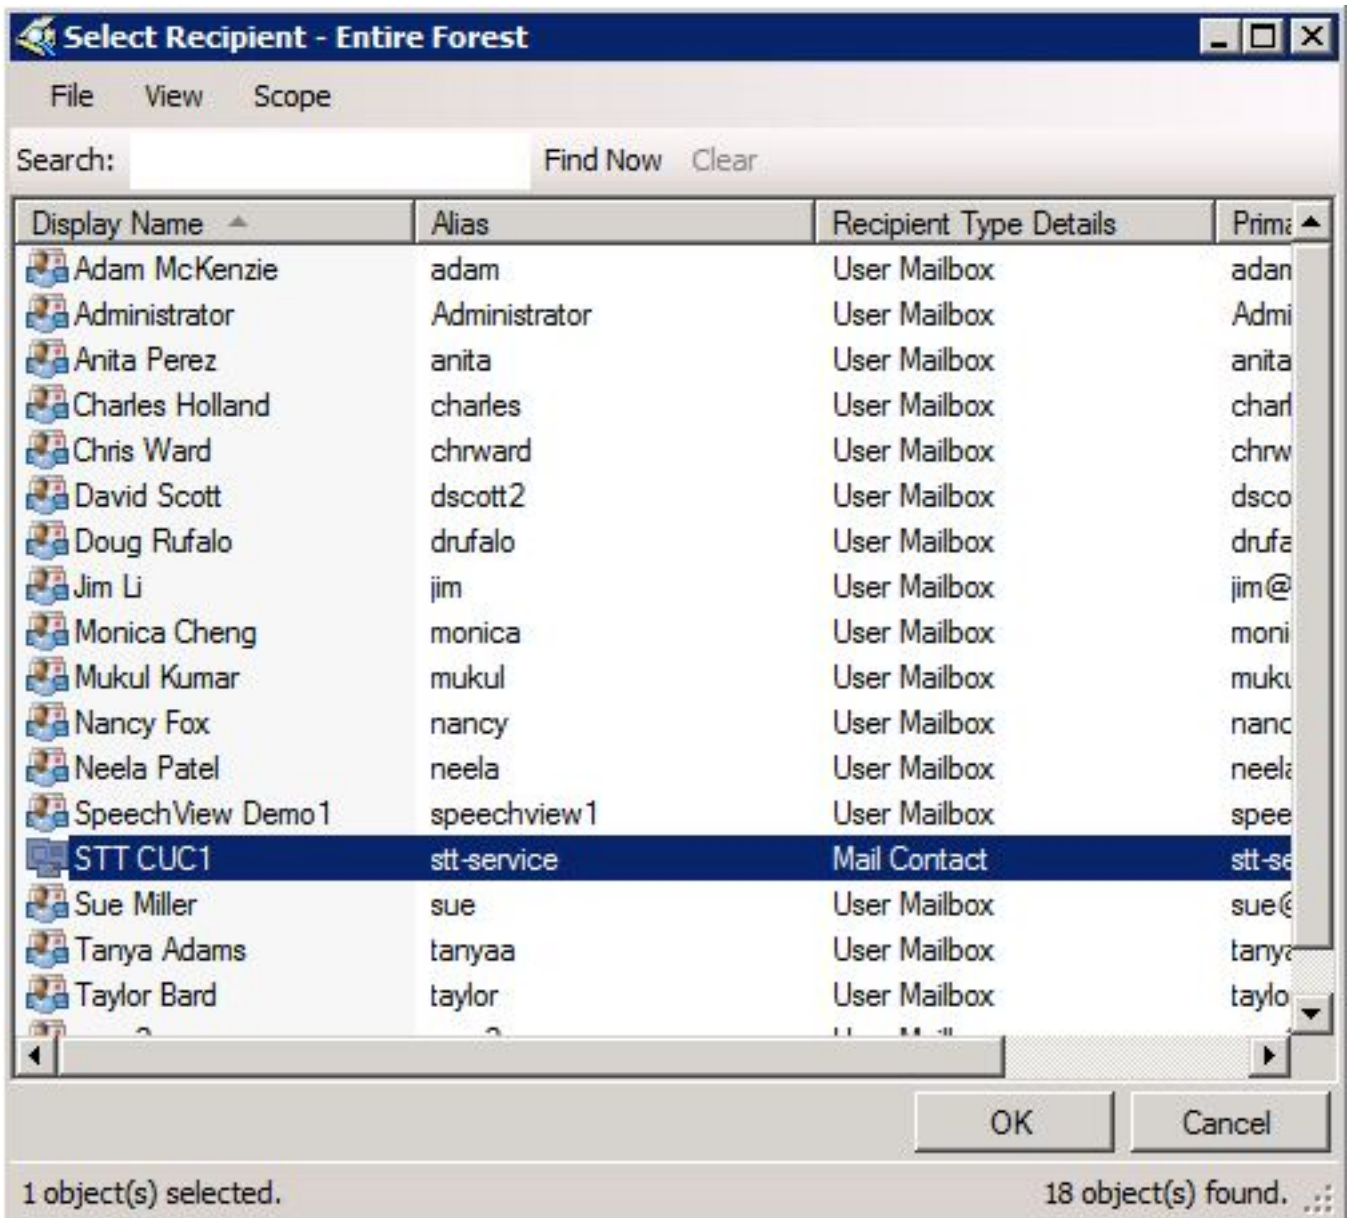 Select Recipient - Entire Forest
File View Scope
Search: Find Now Clear
Display Name Alias Recipient Type Details Prima
Adam McKenzie adam User Mailbox adam
Administrator Administrator User Mailbox Admi
Anita Perez anita User Mailbox anita
Charles Holland charles User Mailbox charl
Chris Ward chrward User Mailbox chrw
David Scott dscott2 User Mailbox dsco
Doug Rufalo drufalo User Mailbox drufa
Jim Li jim User Mailbox jim@
Monica Cheng monica User Mailbox moni
Mukul Kumar mukul User Mailbox muku
Nancy Fox nancy User Mailbox nanc
Neela Patel neela User Mailbox neela
SpeechView Demo1 speechview1 User Mailbox spee
STT CUC1 stt-service Mail Contact stt-se
Sue Miller sue User Mailbox sue@
Tanya Adams tanyaa User Mailbox tanya
Taylor Bard taylor User Mailbox taylo
OK Cancel
1 object(s) selected. 18 object(s) found.